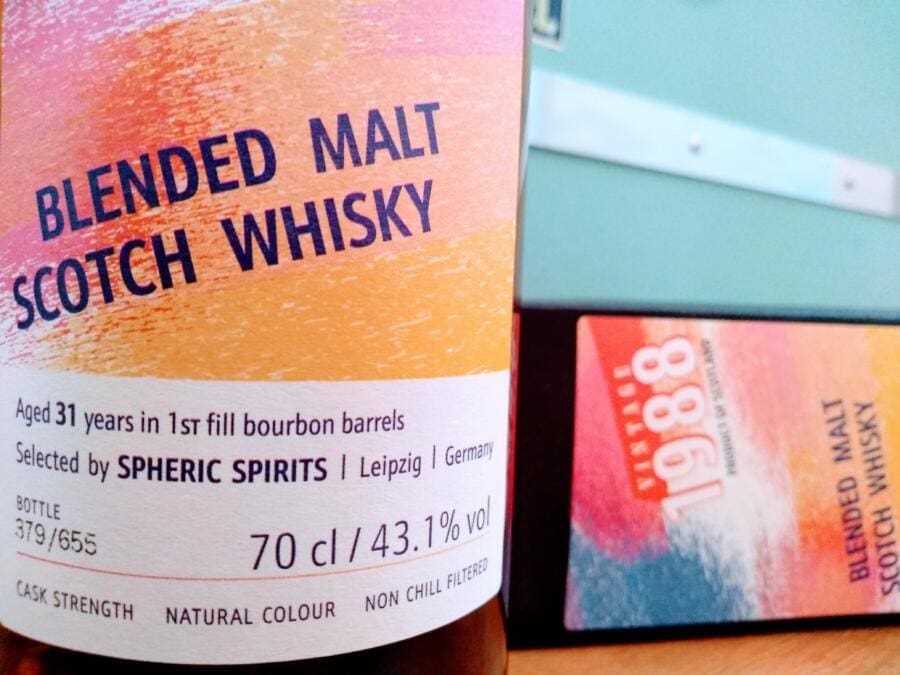 BLENDED MALT
SCOTCH WHISKY
Aged 31 years in 1ST fill bourbon barrels
Selected by SPHERIC SPIRITS | Leipzig | Germany
BOTTLE
379/655
70 cl / 43.1% vol
CASK STRENGTH NATURAL COLOUR NON CHILL FILTERED
VINTAGE
1988
PRODUCT OF SCOTLAND
BLENDED MALT
SCOTCH WHISKY